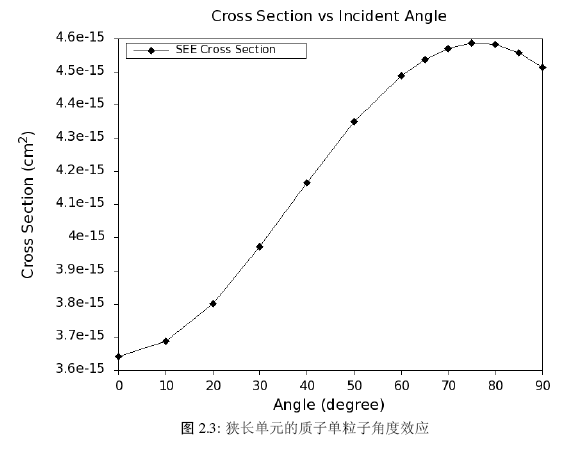 Cross Section vs Incident Angle
4.6e-15
SEE Cross Section
4.5e-15
4.4e-15
4.3e-15
4.2e-15
4.1e-15
4e-15
3.9e-15
3.8e-15
3.7e-15
3.6e-15
Cross Section (cm²)
0 10 20 30 40 50 60 70 80 90
Angle (degree)
图 2.3: 狭长单元的质子单粒子角度效应